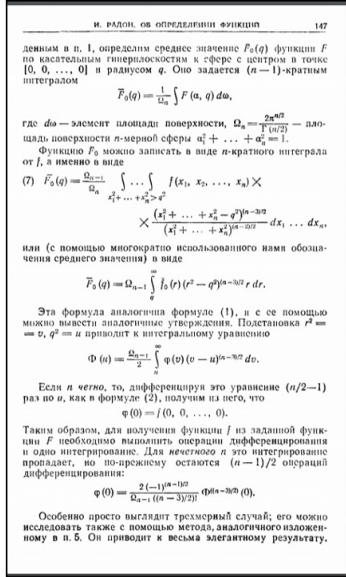 И. РАДОН. ОБ ОПРЕДЕЛЕНИИ ФУНКЦИЙ 147
денным в п. 1, определим среднее значение F̄₀(q) функции F
по касательным гиперплоскостям к сфере с центром в точке
[0, 0, ..., 0] и радиусом q. Оно задается (n — 1)-кратным
интегралом
F̄₀(q) = 1/Ωₙ ∫ F (α, q) dω,
где dω — элемент площади поверхности, Ωₙ = 2π^{n/2} / Γ (n/2) — пло-
щадь поверхности n-мерной сферы α₁² + ... + αₙ² = 1.
Функцию F̄₀ можно записать в виде n-кратного интеграла
от f, а именно в виде
(7) F̄₀(q) = Ωₙ₋₁/Ωₙ ∫ ... ∫_{x₁²+ ... +xₙ²>q²} f(x₁, x₂, ..., xₙ) ×
× (x₁² + ... + xₙ² — q²)^{(n-3)/2} / (x₁² + ... + xₙ²)^{(n-2)/2} dx₁ ... dxₙ,
или (с помощью многократно использованного нами обозна-
чения среднего значения) в виде
F̄₀(q) = Ωₙ₋₁ ∫_q^∞ f̄₀(r) (r² — q²)^{(n-3)/2} r dr.
Эта формула аналогична формуле (1), и с ее помощью
можно вывести аналогичные утверждения. Подстановка r² =
= v, q² = u приводит к интегральному уравнению
Φ (u) = Ωₙ₋₁/2 ∫_u^∞ φ(v) (v — u)^{(n-3)/2} dv.
Если n четно, то, дифференцируя это уравнение (n/2—1)
раз по u, как в формуле (2), получим из него, что
φ(0) = f (0, 0, ..., 0).
Таким образом, для получения функции f из заданной функ-
ции F необходимо выполнить операции дифференцирования
и одно интегрирование. Для нечетного n это интегрирование
пропадает, но по-прежнему остаются (n — 1)/2 операций
дифференцирования:
φ(0) = 2 (—1)^{(n-1)/2} / Ωₙ₋₁ ((n — 3)/2)! Φ^{((n-3)/2)} (0).
Особенно просто выглядит трехмерный случай; его можно
исследовать также с помощью метода, аналогичного изложен-
ному в п. 5. Он приводит к весьма элегантному результату.